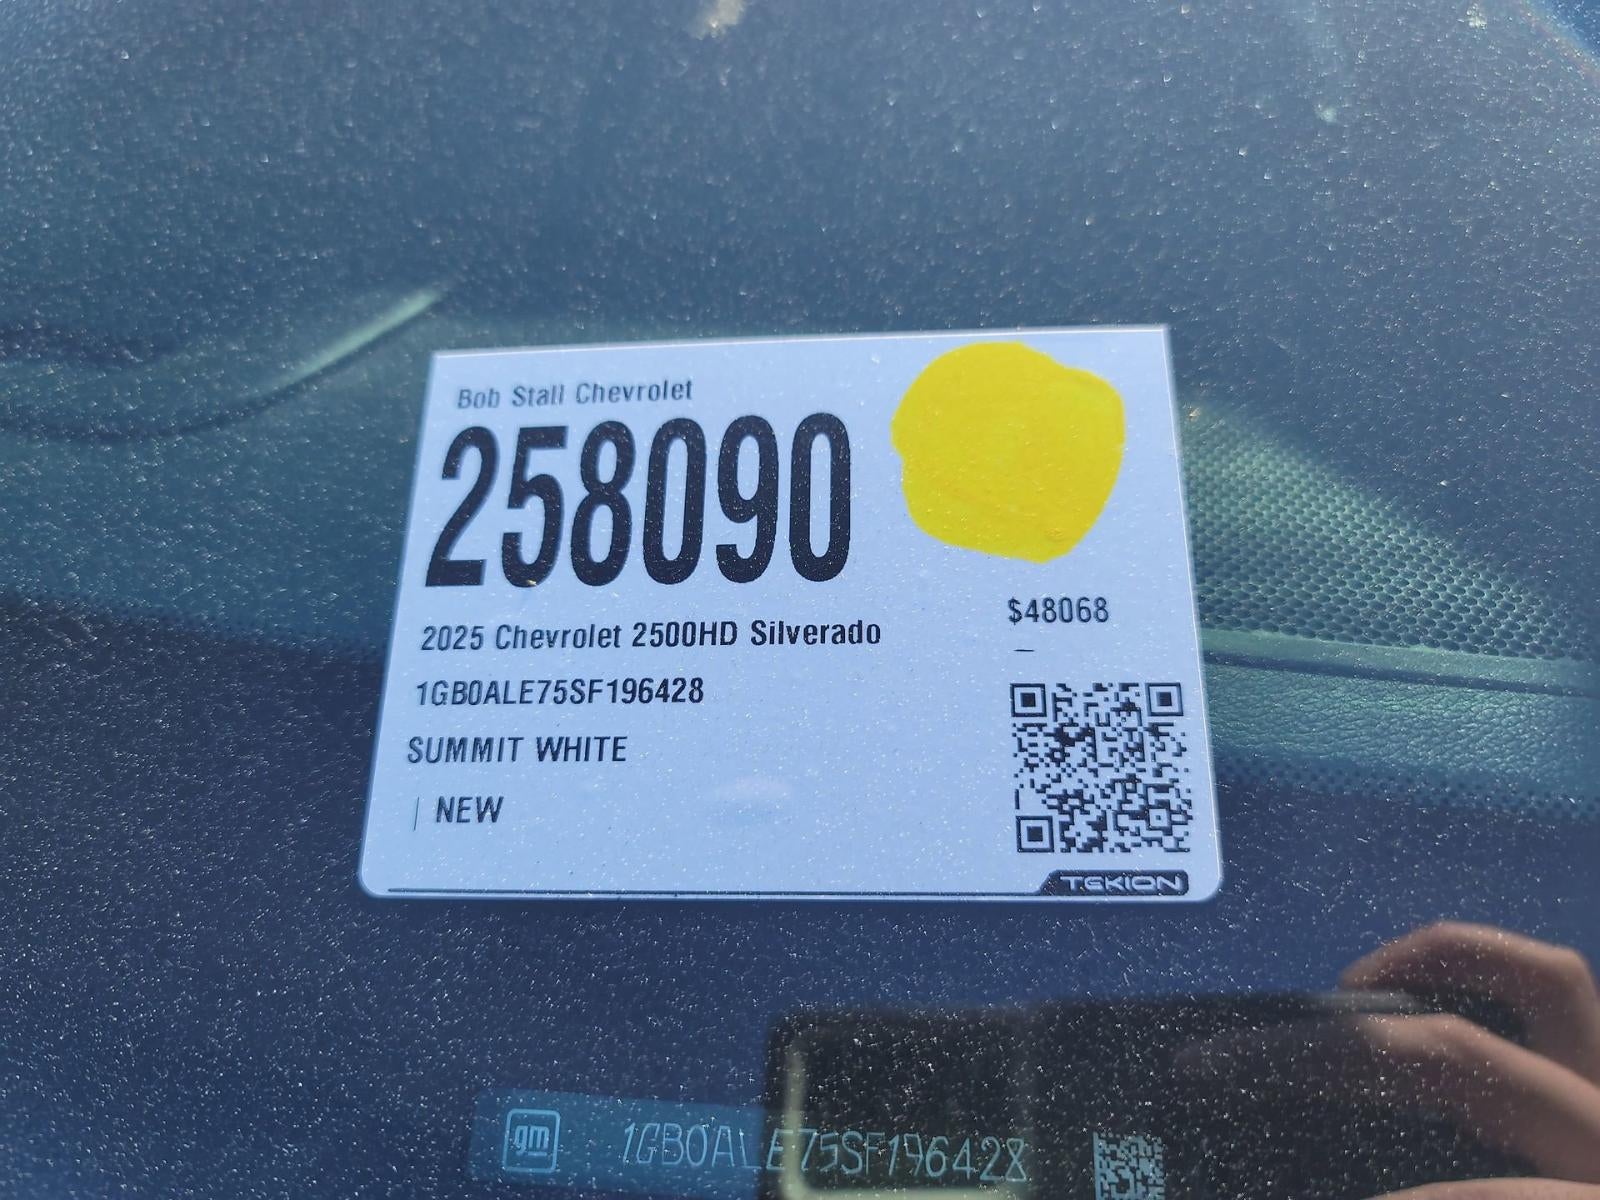 Bob Stall Chevrolet
258090
$48068
2025 Chevrolet 2500HD Silverado
1GB0ALE75SF196428
SUMMIT WHITE
| NEW
TEKION
gm
1GB0ALE75SF196428